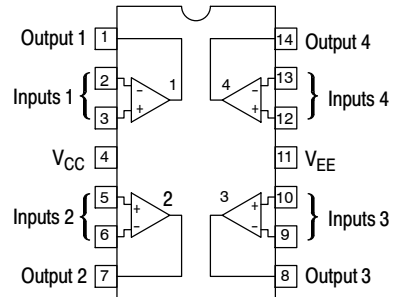 Output 1 1 14 Output 4
Inputs 1 2 - 1 4 - 13 Inputs 4
3 + + 12
VCC 4 11 VEE
Inputs 2 5 + 2 3 + 10 Inputs 3
6 - - 9
Output 2 7 8 Output 3